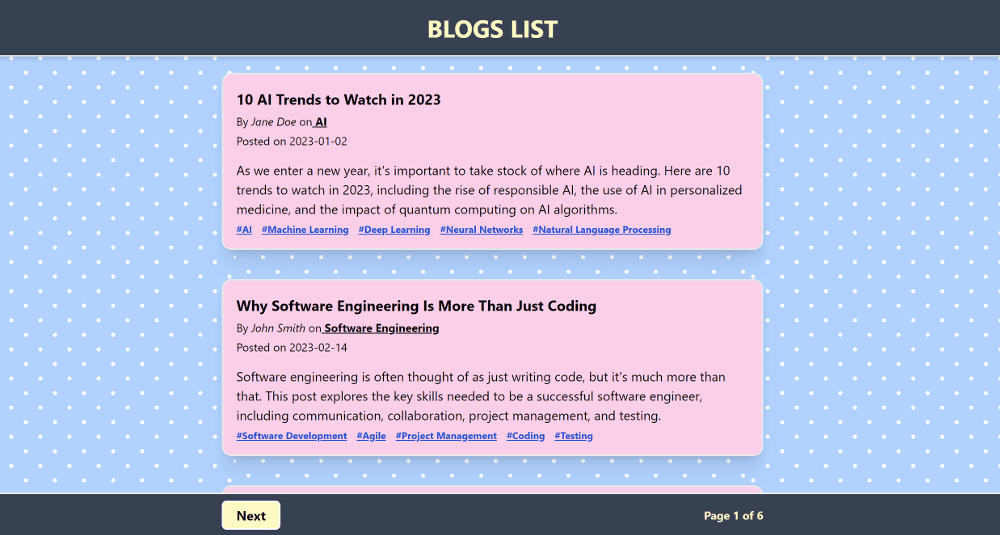 BLOGS LIST
10 AI Trends to Watch in 2023
By Jane Doe on AI
Posted on 2023-01-02
As we enter a new year, it's important to take stock of where AI is heading. Here are 10
trends to watch in 2023, including the rise of responsible AI, the use of AI in personalized
medicine, and the impact of quantum computing on AI algorithms.
#AI #Machine Learning #Deep Learning #Neural Networks #Natural Language Processing
Why Software Engineering Is More Than Just Coding
By John Smith on Software Engineering
Posted on 2023-02-14
Software engineering is often thought of as just writing code, but it's much more than
that. This post explores the key skills needed to be a successful software engineer,
including communication, collaboration, project management, and testing.
#Software Development #Agile #Project Management #Coding #Testing
Next Page 1 of 6